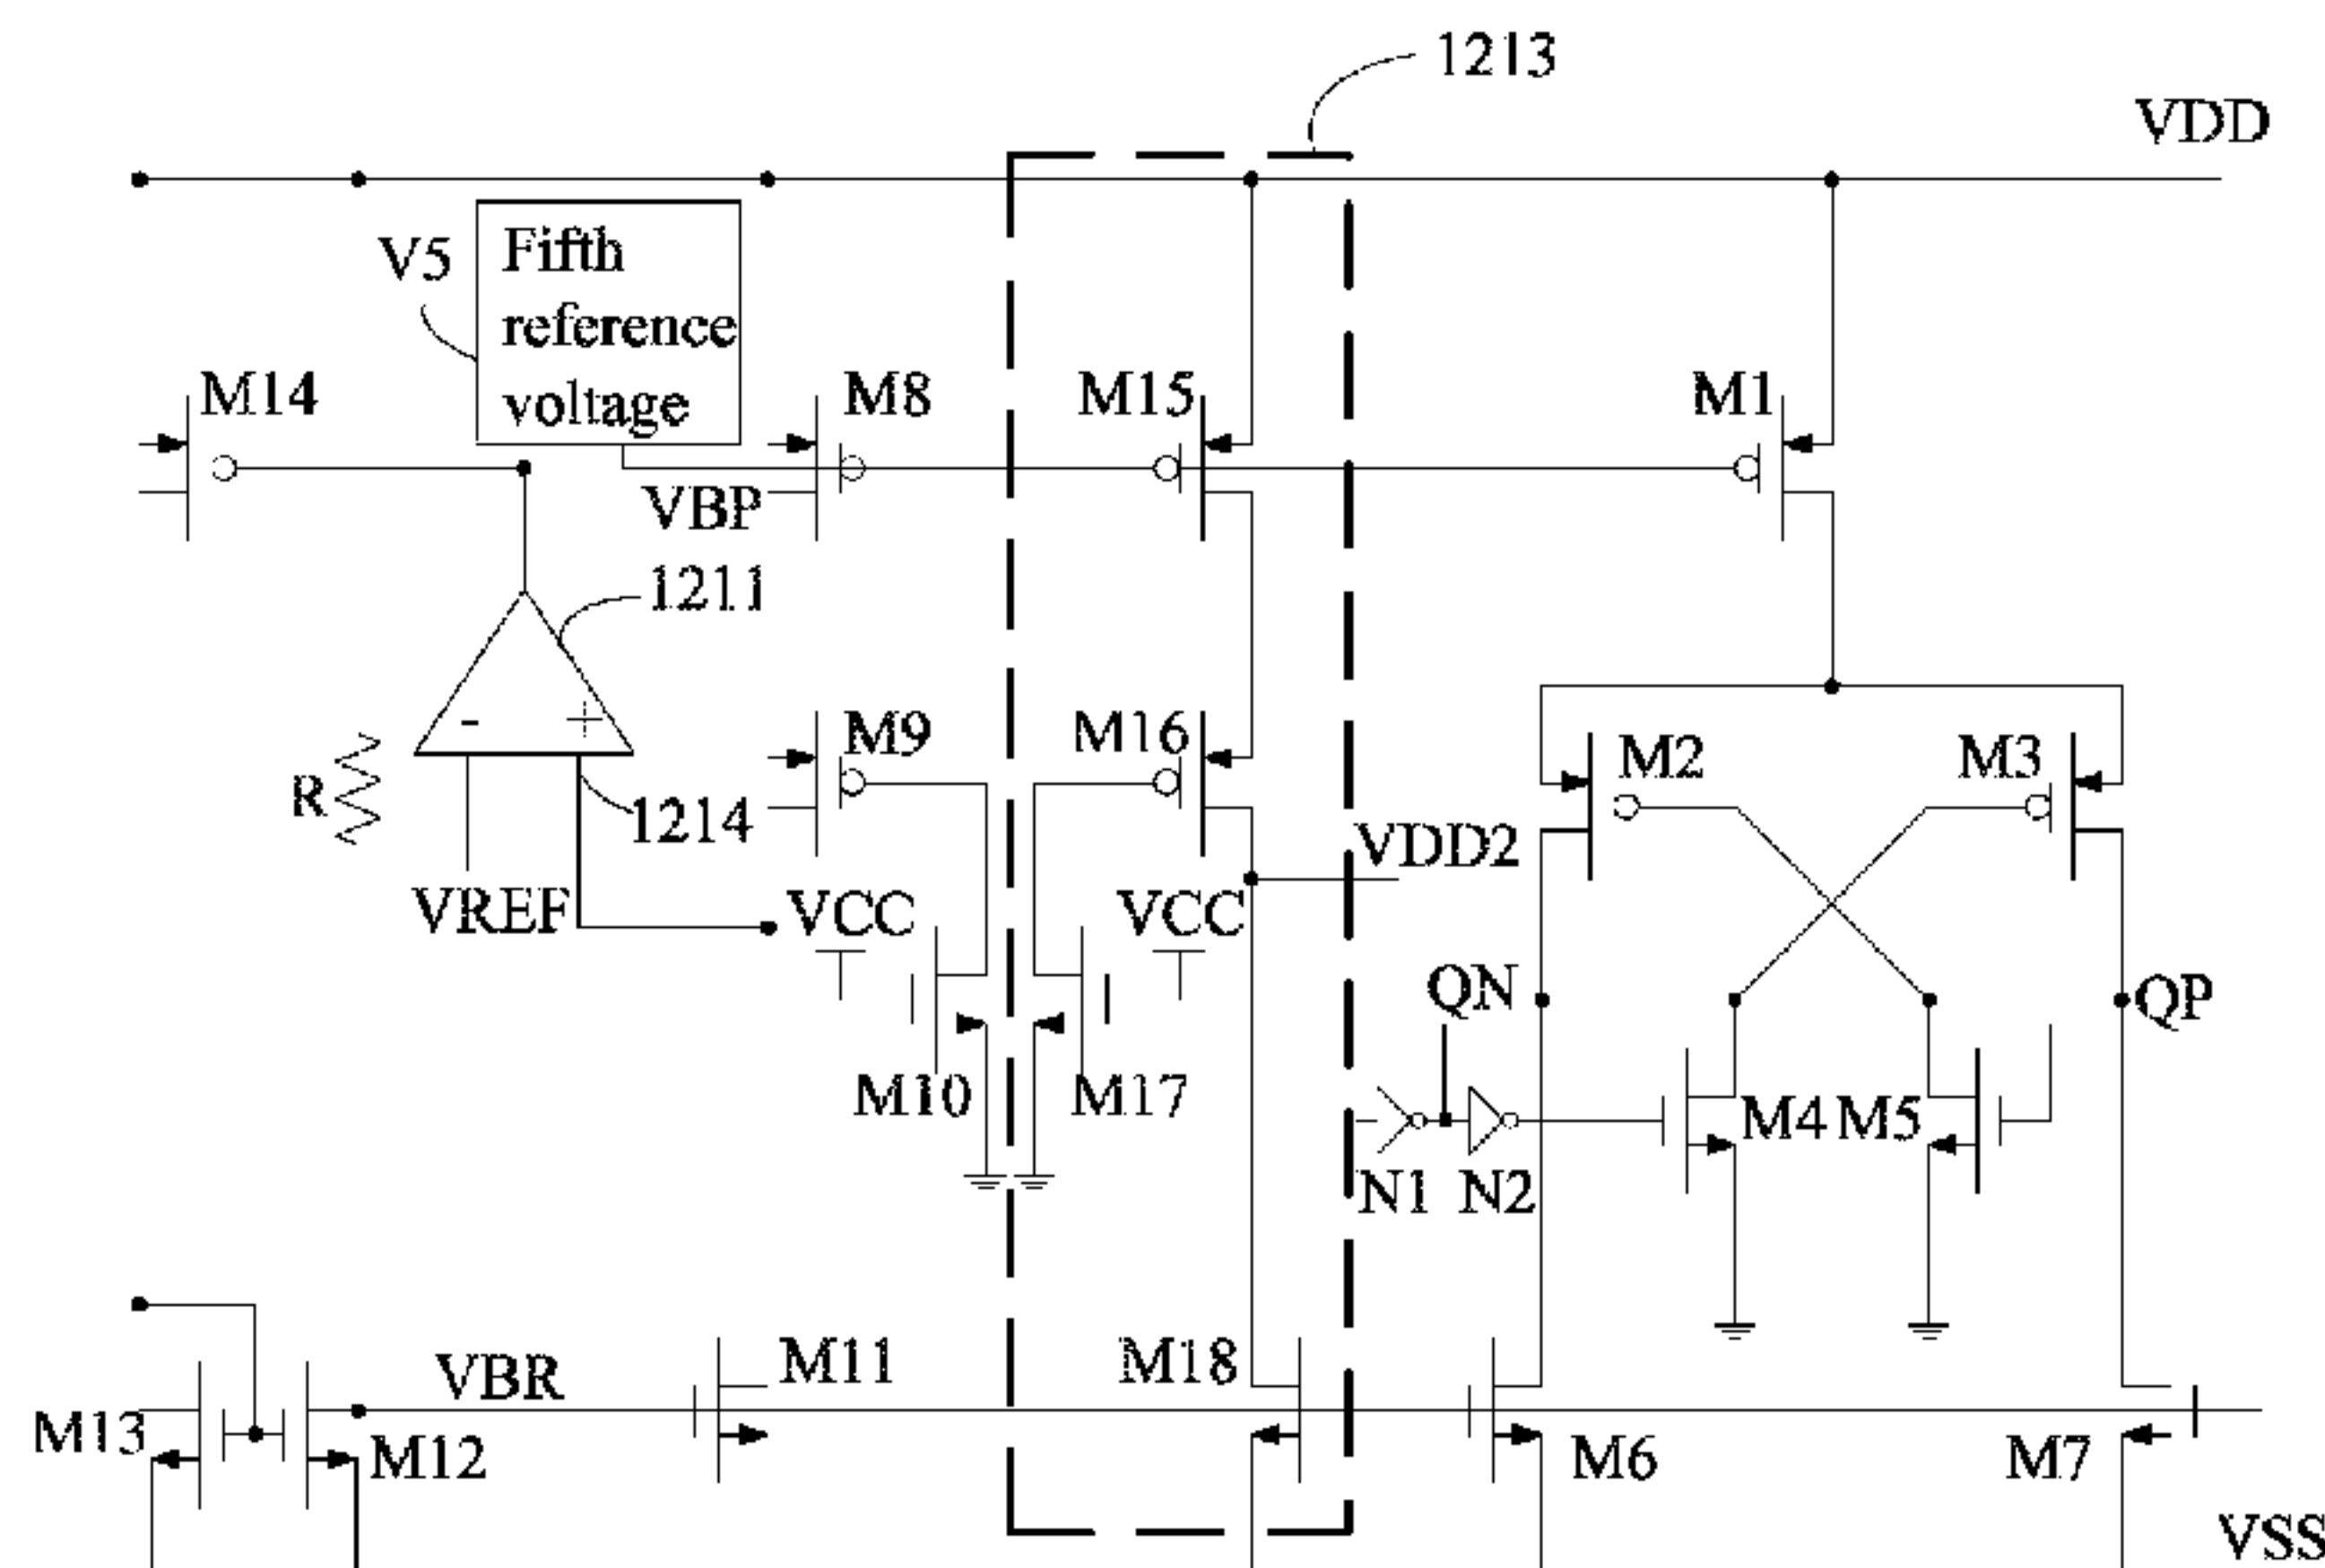 1213
VDD
V5
Fifth
reference
voltage
M14
M8
M15
M1
VBP
1211
M9
M16
M2
M3
R
1214
VDD2
VREF
VCC
VCC
QN
QP
M10
M17
M4
M5
N1
N2
VBR
M11
M18
M13
M12
M6
M7
VSS
-
+